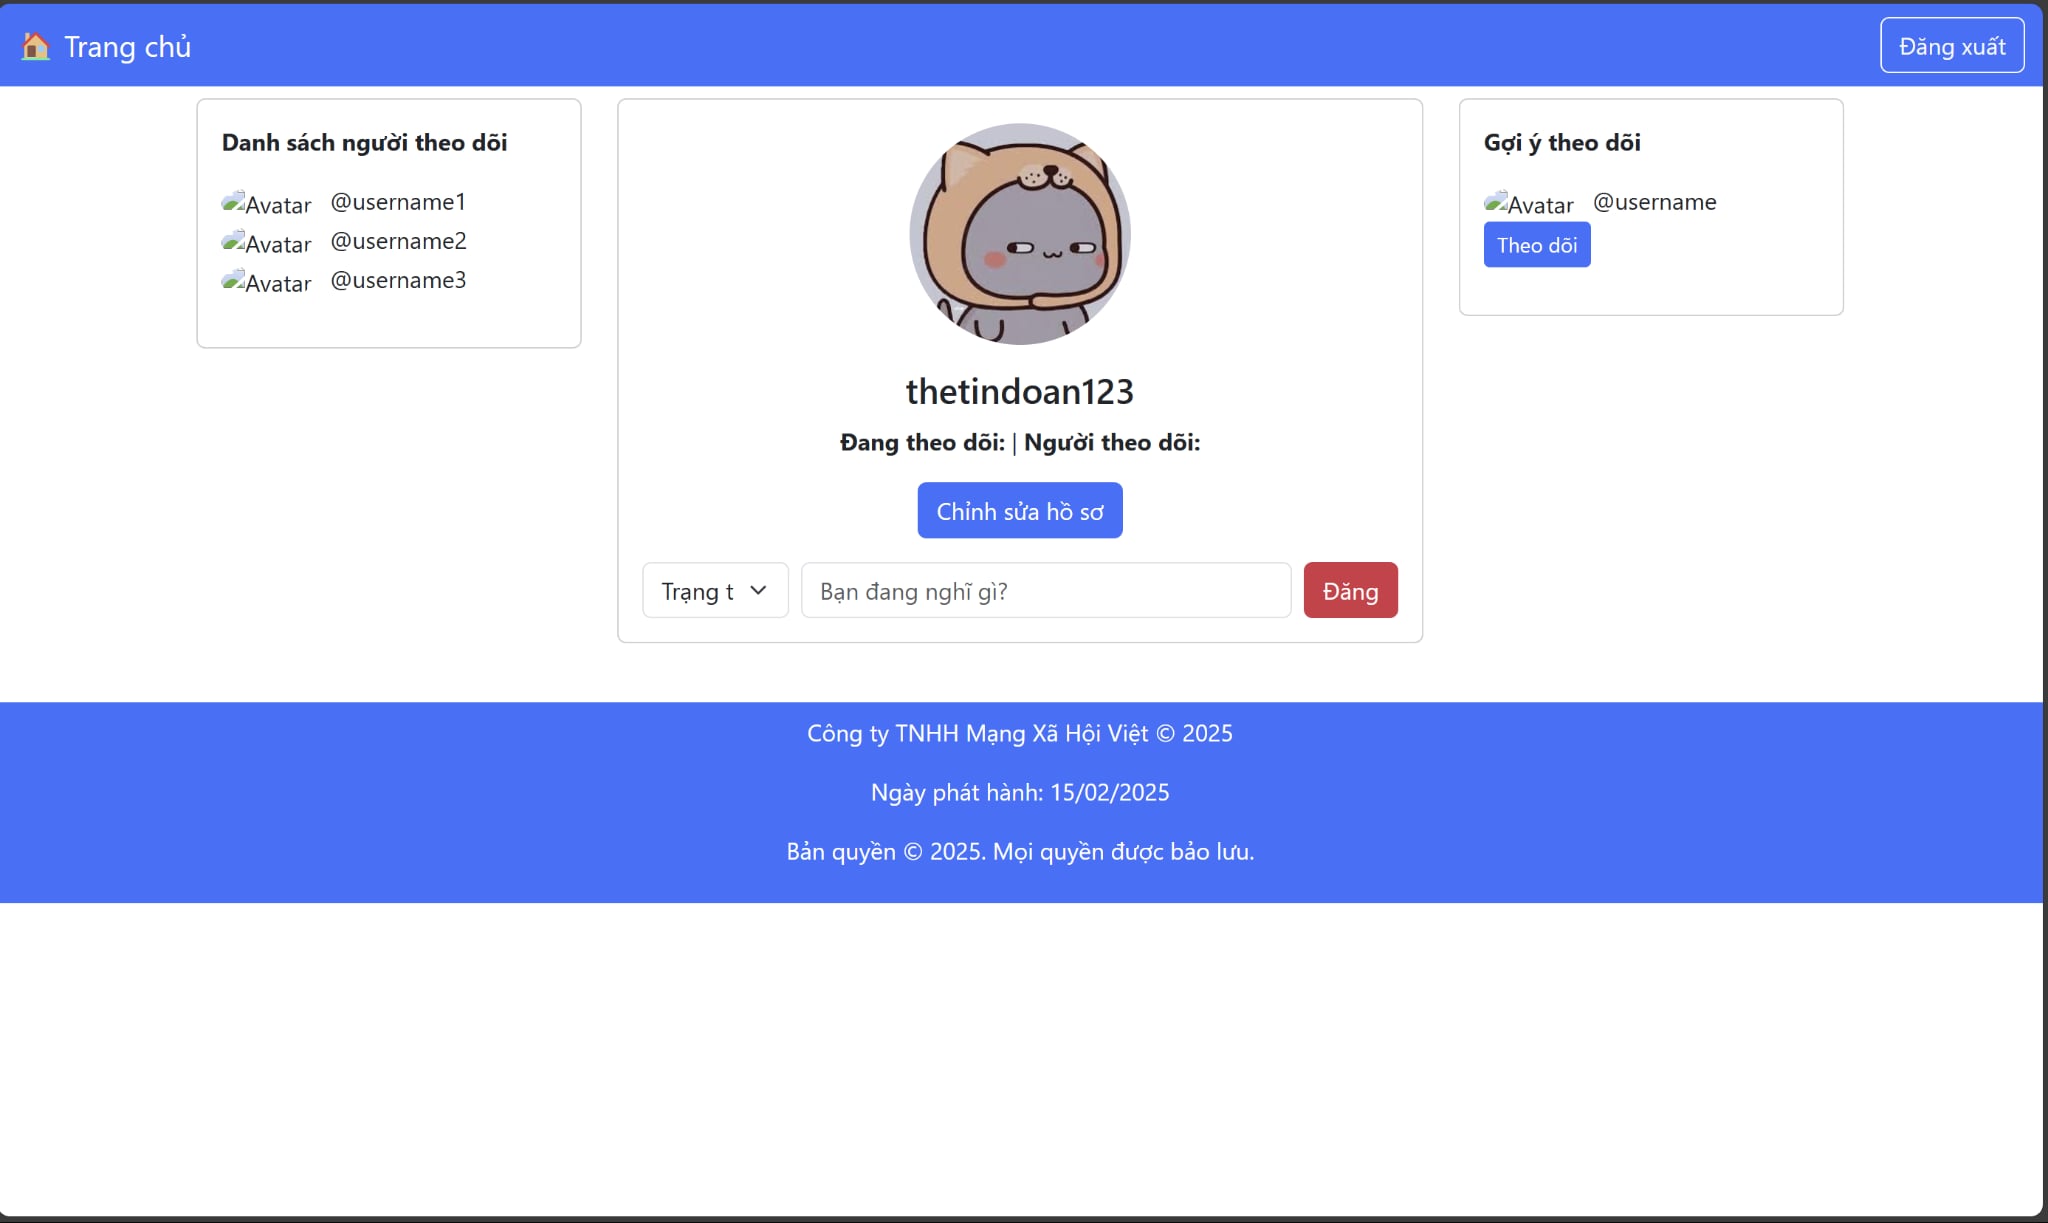 Trang chủ
Đăng xuất
Danh sách người theo dõi
Avatar @username1
Avatar @username2
Avatar @username3
thetindoan123
Đang theo dõi: | Người theo dõi:
Chỉnh sửa hồ sơ
Trạng t
Bạn đang nghĩ gì?
Đăng
Gợi ý theo dõi
Avatar @username
Theo dõi
Công ty TNHH Mạng Xã Hội Việt © 2025
Ngày phát hành: 15/02/2025
Bản quyền © 2025. Mọi quyền được bảo lưu.